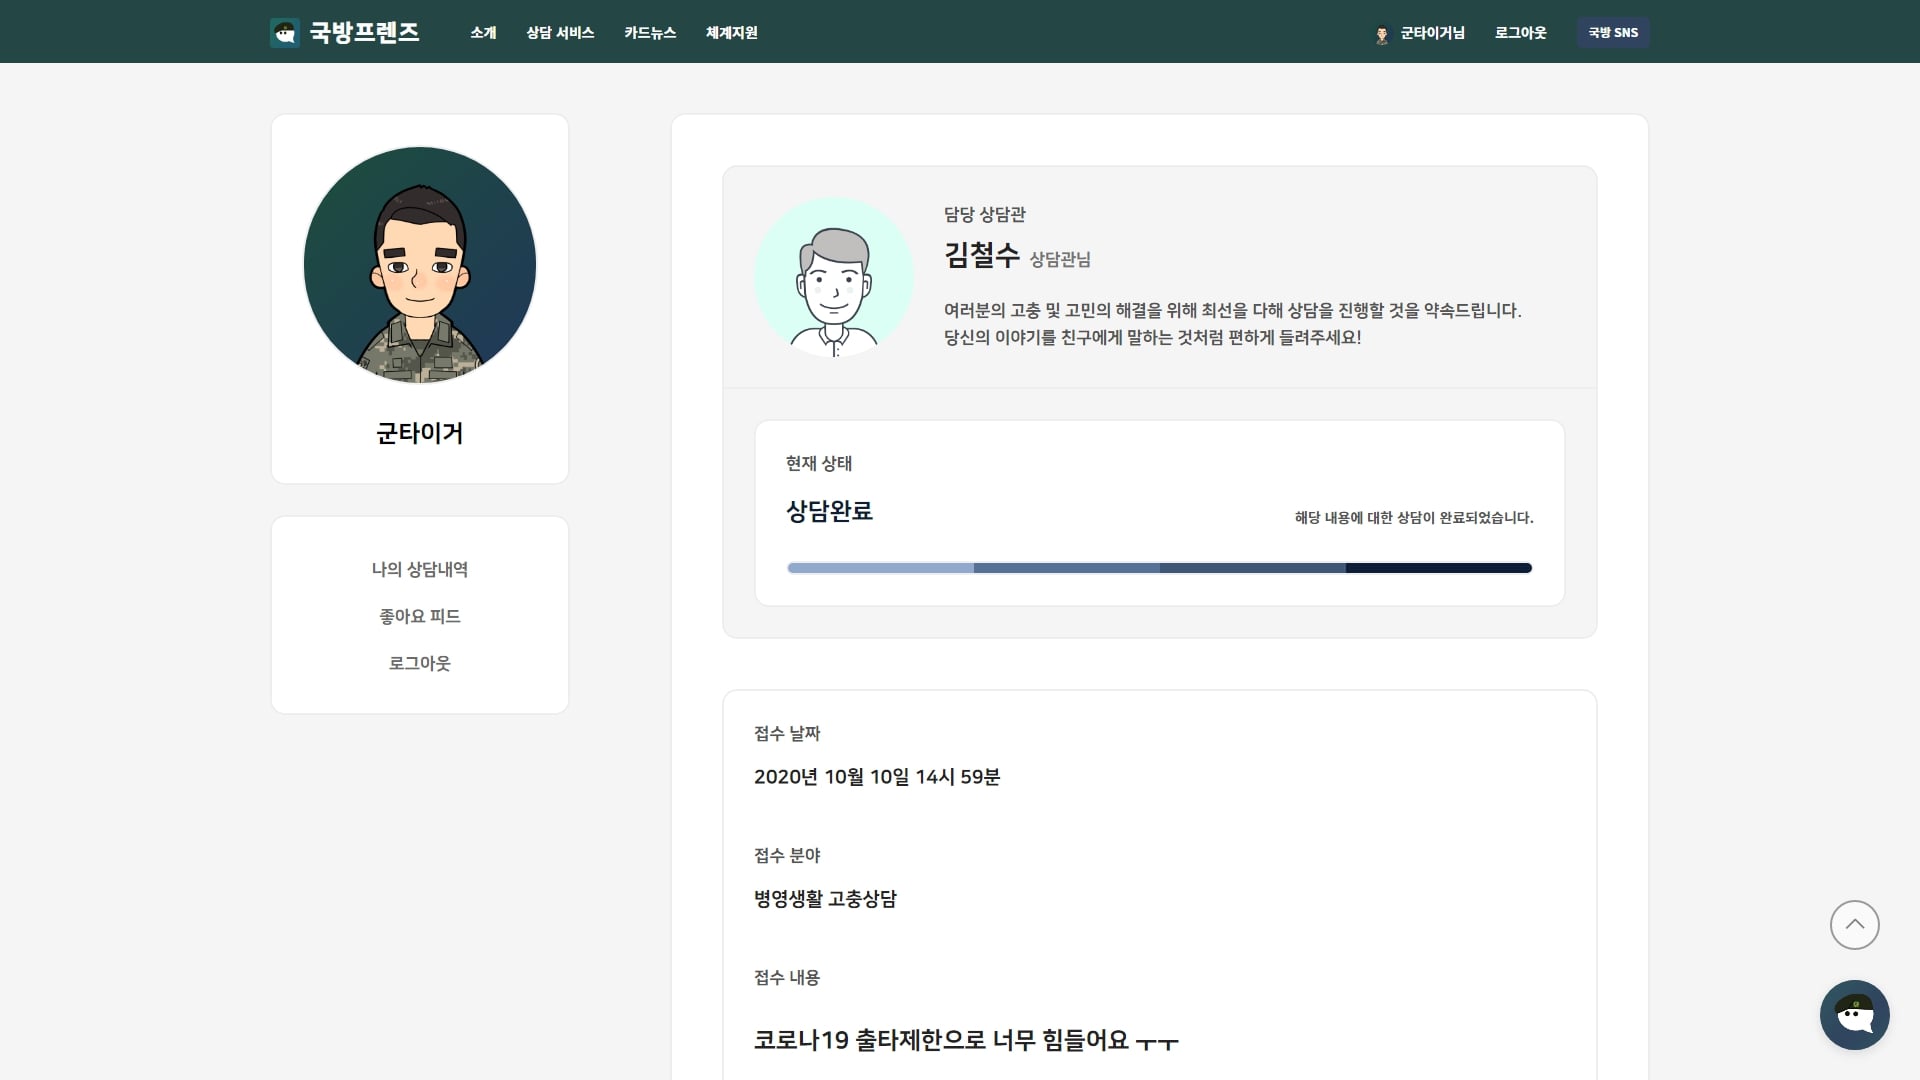 국방프렌즈
소개
상담 서비스
카드뉴스
체계지원
군타이거님
로그아웃
국방 SNS
군타이거
나의 상담내역
좋아요 피드
로그아웃
담당 상담관
김철수 상담관님
여러분의 고충 및 고민의 해결을 위해 최선을 다해 상담을 진행할 것을 약속드립니다.
당신의 이야기를 친구에게 말하는 것처럼 편하게 들려주세요!
현재 상태
상담완료
해당 내용에 대한 상담이 완료되었습니다.
접수 날짜
2020년 10월 10일 14시 59분
접수 분야
병영생활 고충상담
접수 내용
코로나19 출타제한으로 너무 힘들어요 ㅜㅜ